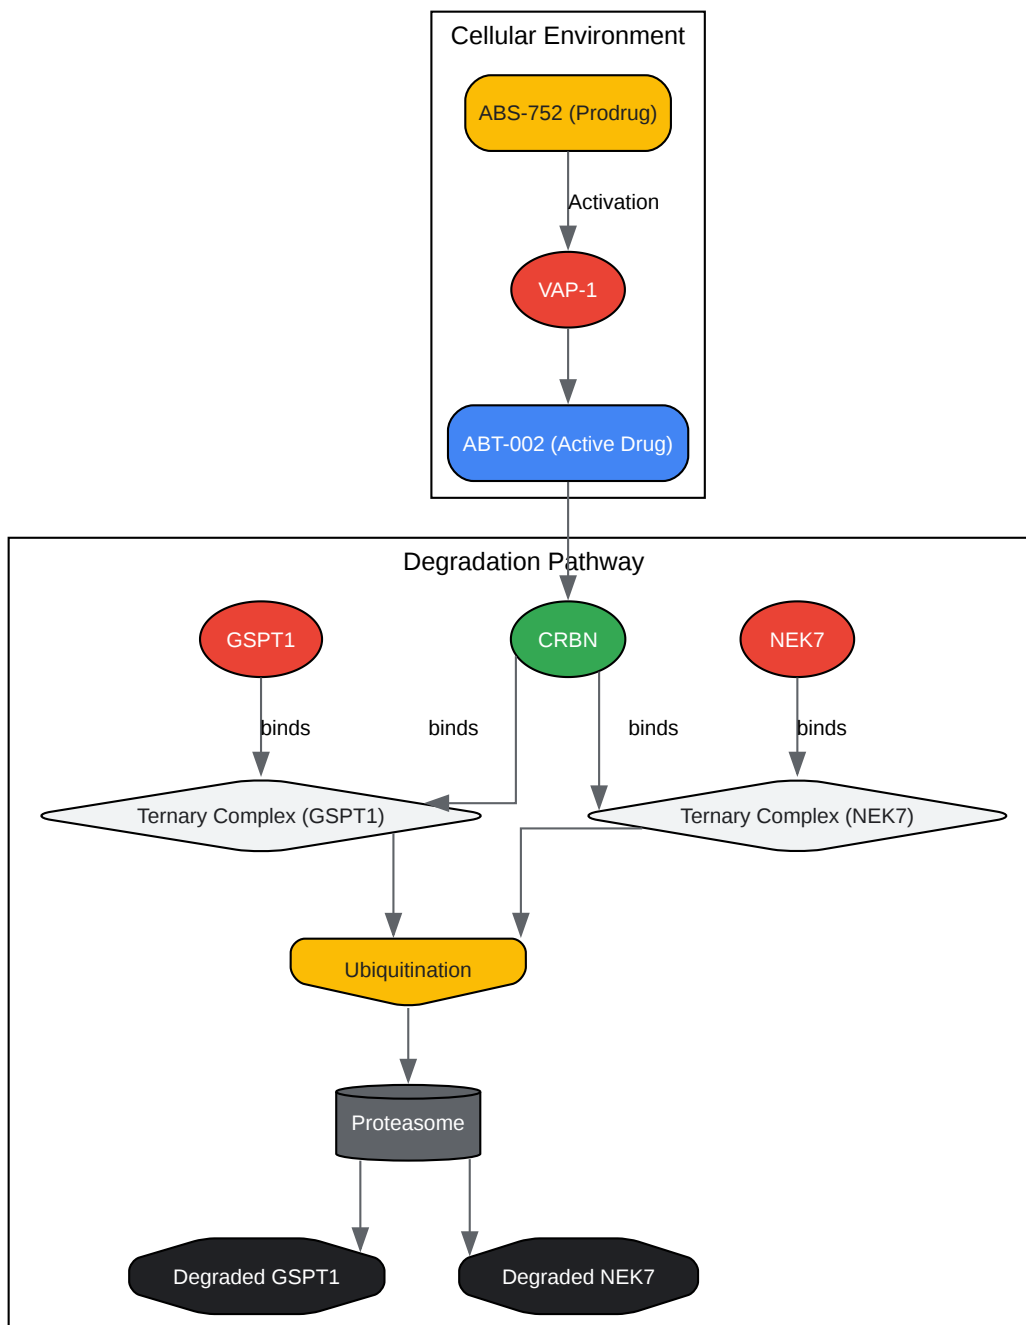 Cellular Environment
ABS-752 (Prodrug)
Activation
VAP-1
ABT-002 (Active Drug)
Degradation Pathway
GSPT1
CRBN
NEK7
binds
binds
binds
binds
Ternary Complex (GSPT1)
Ternary Complex (NEK7)
Ubiquitination
Proteasome
Degraded GSPT1
Degraded NEK7